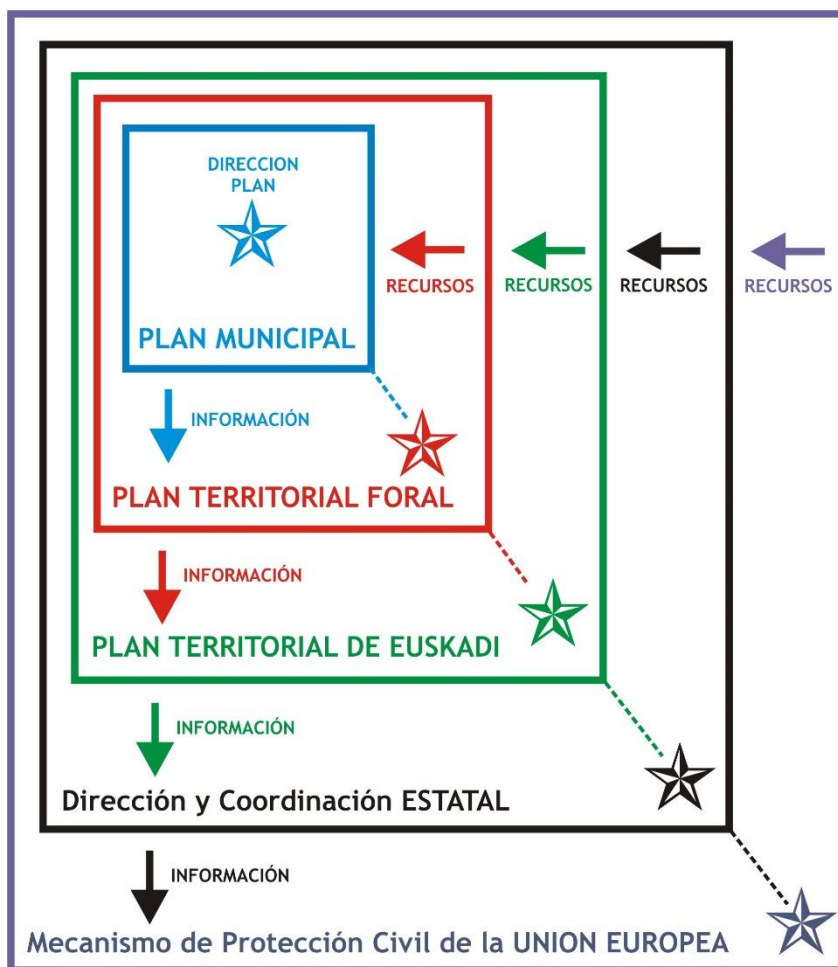 DIRECCION
PLAN
RECURSOS
RECURSOS
RECURSOS
RECURSOS
PLAN MUNICIPAL
INFORMACIÓN
PLAN TERRITORIAL FORAL
INFORMACIÓN
PLAN TERRITORIAL DE EUSKADI
INFORMACIÓN
Dirección y Coordinación ESTATAL
INFORMACIÓN
Mecanismo de Protección Civil de la UNION EUROPEA